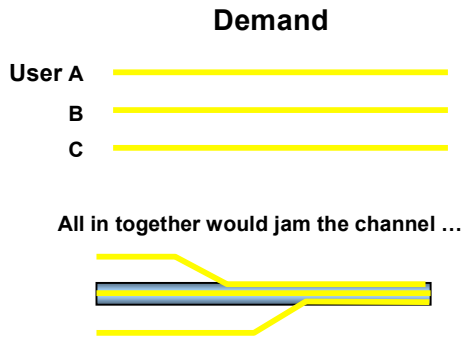 Demand
User A
B
C
All in together would jam the channel …